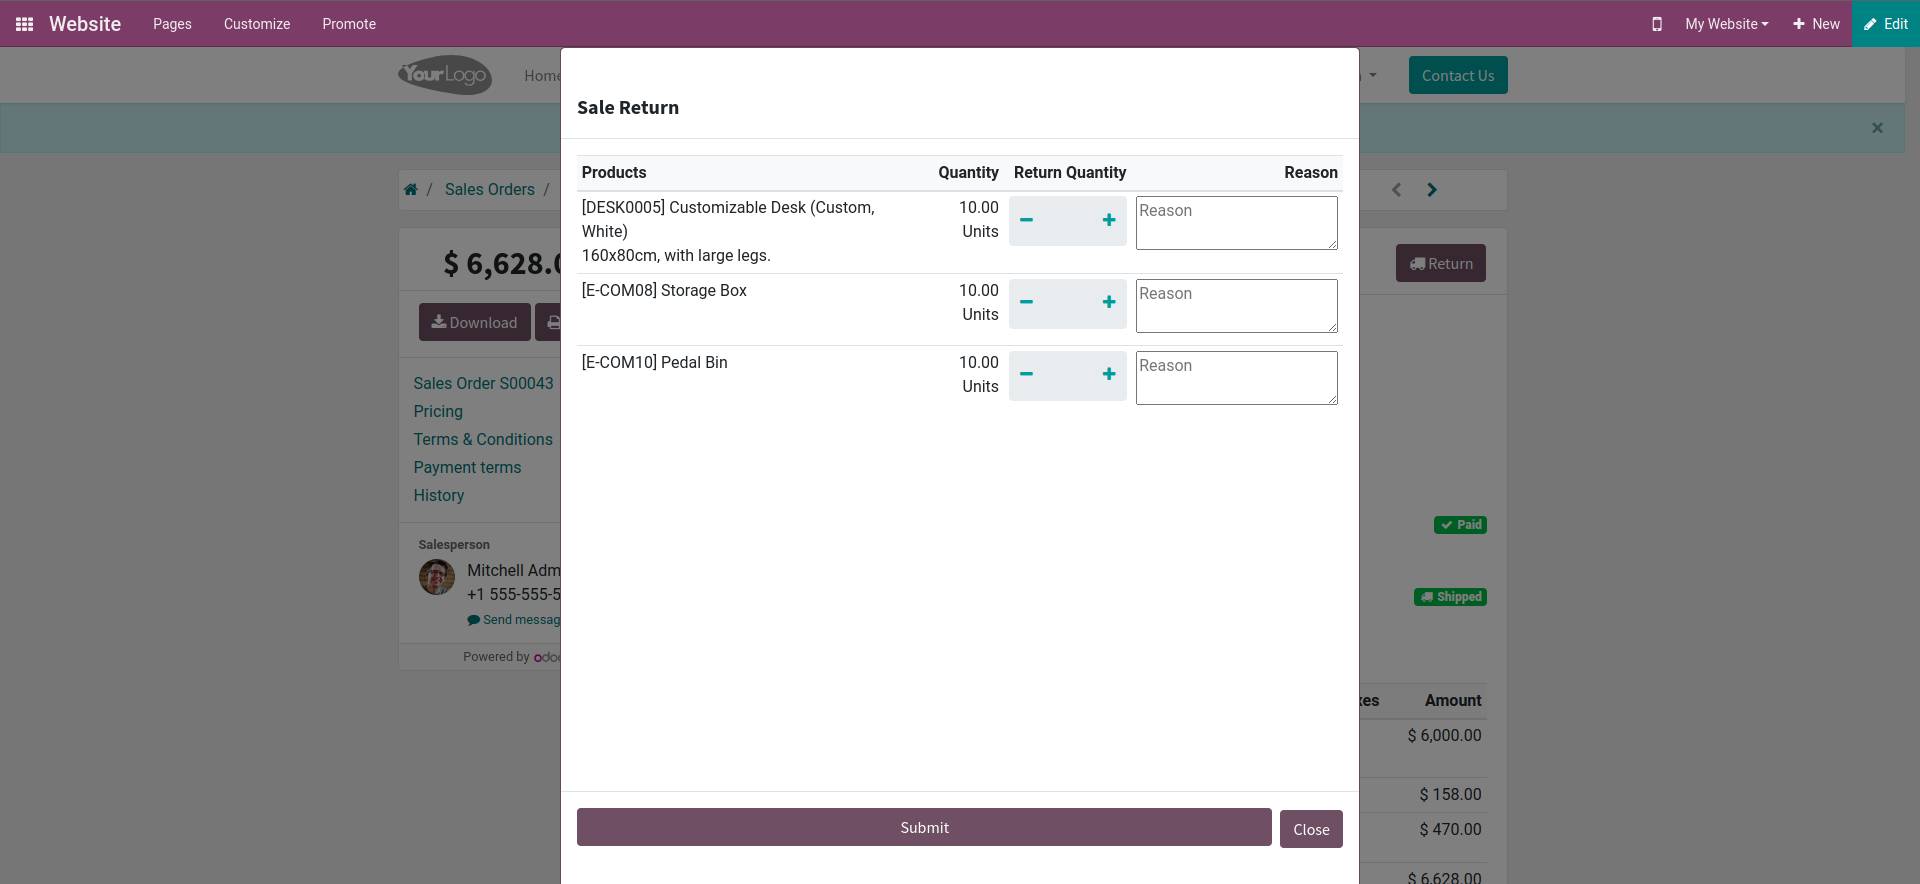 Website Pages Customize Promote My Website New Edit
YourLogo Home Contact Us
×
Sale Return
Products Quantity Return Quantity Reason
[DESK0005] Customizable Desk (Custom, White)
160x80cm, with large legs.
10.00 Units
Reason
[E-COM08] Storage Box
10.00 Units
Reason
[E-COM10] Pedal Bin
10.00 Units
Reason
Submit Close
/ Sales Orders /
$ 6,628.0
Return
Download
Sales Order S00043
Pricing
Terms & Conditions
Payment terms
History
Salesperson
Mitchell Adm
+1 555-555-5
Send messag
Powered by odoo
Paid
Shipped
Amount
$ 6,000.00
$ 158.00
$ 470.00
$ 6,628.00